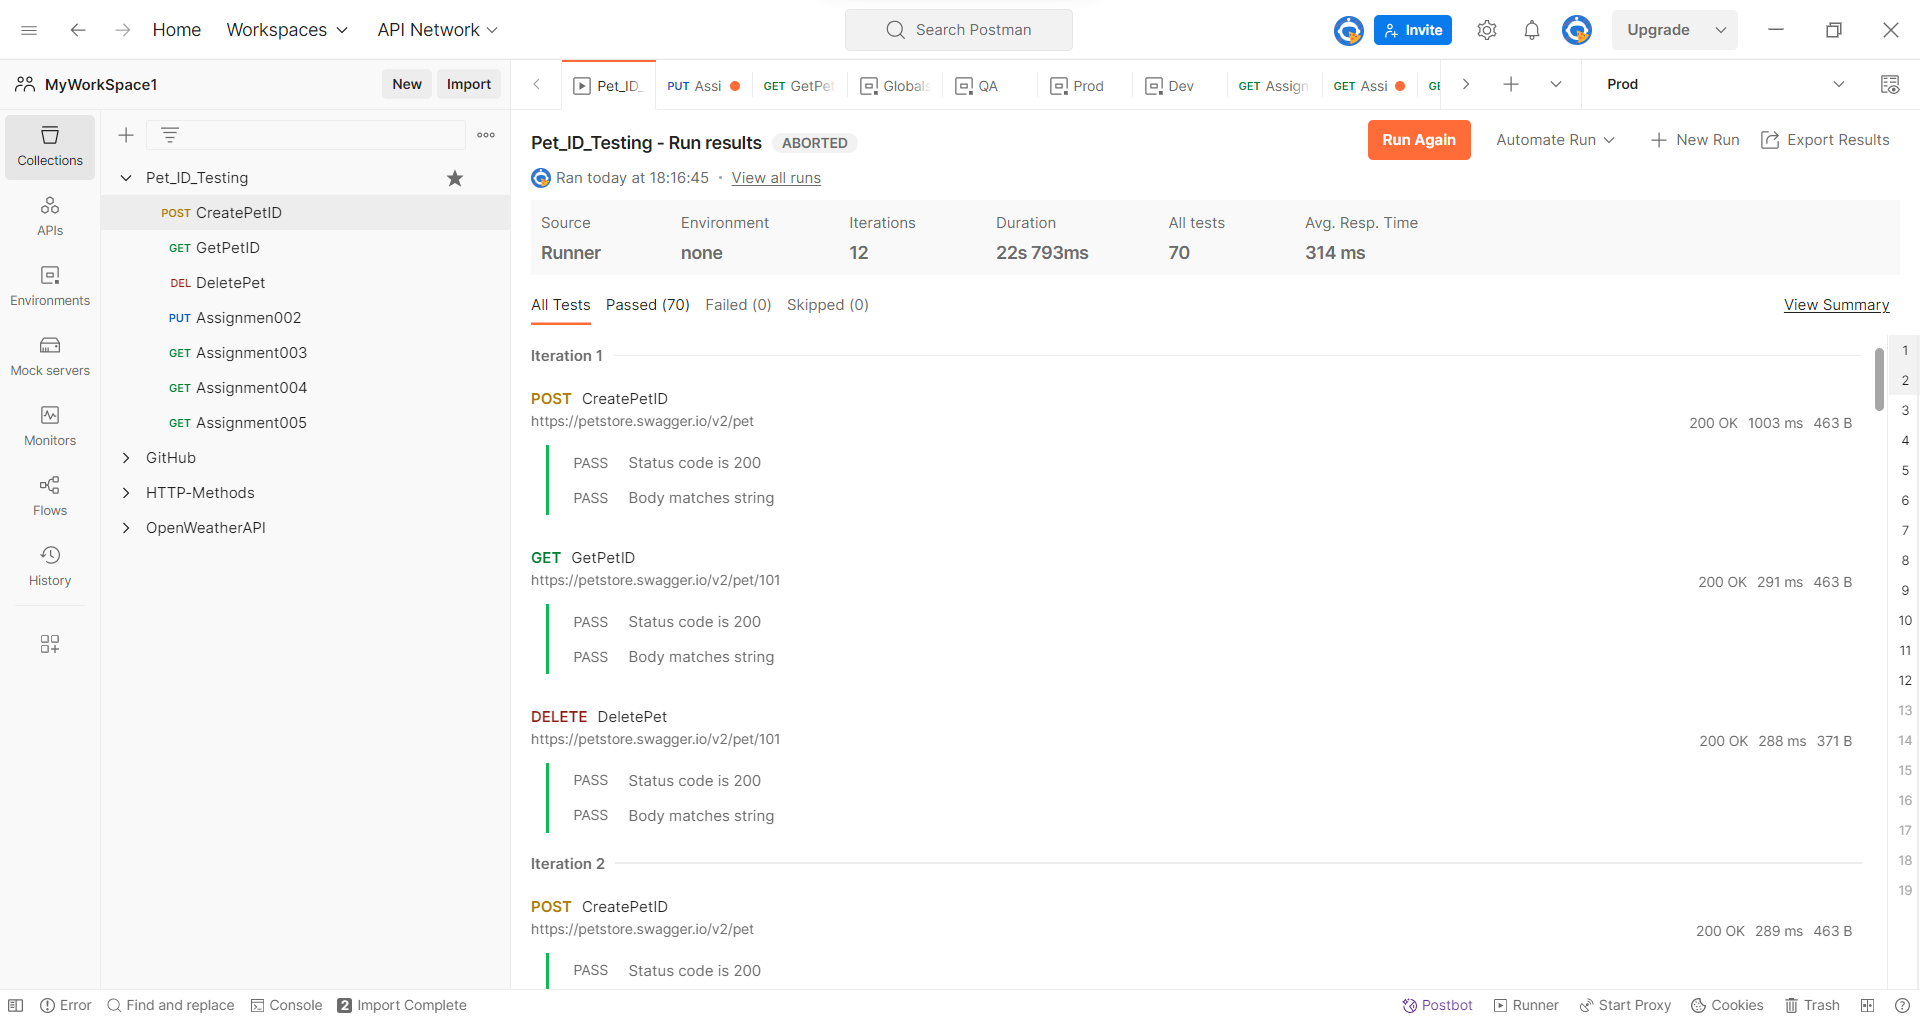 Home Workspaces API Network Search Postman Invite Upgrade
MyWorkSpace1 New Import Pet_ID_ PUT Assi GET GetPet Globals QA Prod Dev GET Assign GET Assi GE Prod
Collections
APIs
Environments
Mock servers
Monitors
Flows
History
Pet_ID_Testing
POST CreatePetID
GET GetPetID
DEL DeletePet
PUT Assignmen002
GET Assignment003
GET Assignment004
GET Assignment005
GitHub
HTTP-Methods
OpenWeatherAPI
Pet_ID_Testing - Run results ABORTED Run Again Automate Run New Run Export Results
Ran today at 18:16:45 · View all runs
Source Environment Iterations Duration All tests Avg. Resp. Time
Runner none 12 22s 793ms 70 314 ms
All Tests Passed (70) Failed (0) Skipped (0) View Summary
Iteration 1
POST CreatePetID
https://petstore.swagger.io/v2/pet
200 OK 1003 ms 463 B
PASS Status code is 200
PASS Body matches string
GET GetPetID
https://petstore.swagger.io/v2/pet/101
200 OK 291 ms 463 B
PASS Status code is 200
PASS Body matches string
DELETE DeletePet
https://petstore.swagger.io/v2/pet/101
200 OK 288 ms 371 B
PASS Status code is 200
PASS Body matches string
Iteration 2
POST CreatePetID
https://petstore.swagger.io/v2/pet
200 OK 289 ms 463 B
PASS Status code is 200
1
2
3
4
5
6
7
8
9
10
11
12
13
14
15
16
17
18
19
Error Find and replace Console 2 Import Complete Postbot Runner Start Proxy Cookies Trash